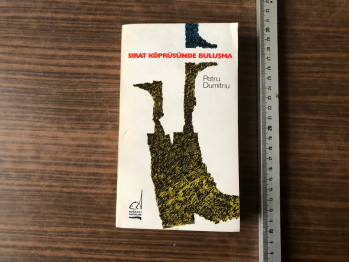 SIRAT KÖPRÜSÜNDE BULUŞMA
Petru
Dumitriu